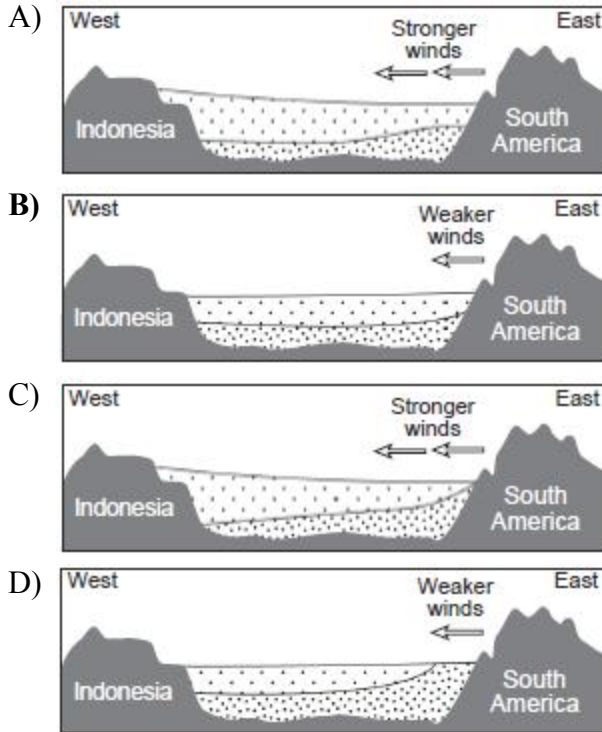 A)
West East
Stronger
winds
Indonesia
South
America
B)
West East
Weaker
winds
Indonesia
South
America
C)
West East
Stronger
winds
Indonesia
South
America
D)
West East
Weaker
winds
Indonesia
South
America